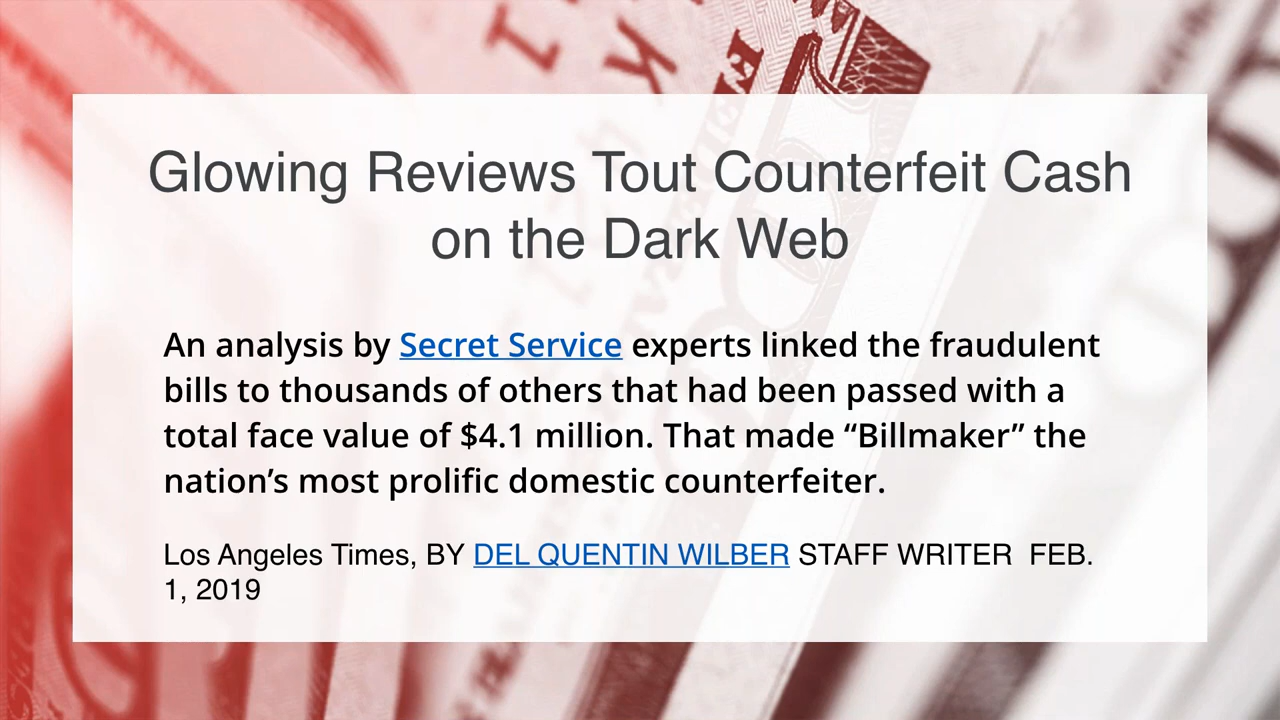 Glowing Reviews Tout Counterfeit Cash
on the Dark Web
An analysis by Secret Service experts linked the fraudulent
bills to thousands of others that had been passed with a
total face value of $4.1 million. That made “Billmaker” the
nation’s most prolific domestic counterfeiter.
Los Angeles Times, BY DEL QUENTIN WILBER STAFF WRITER  FEB.
1, 2019